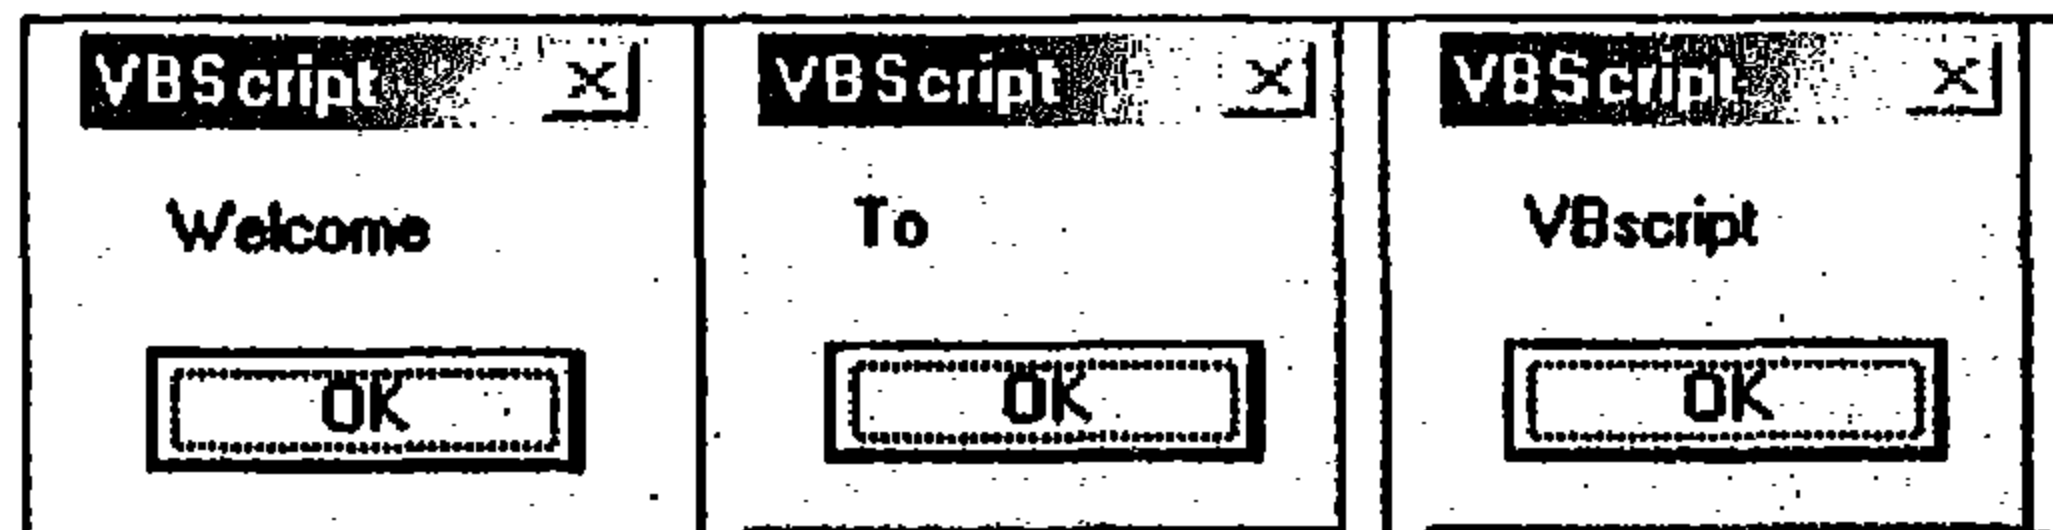 VBScript X
Welcome
OK
VBScript X
To
OK
VBScript X
VBscript
OK